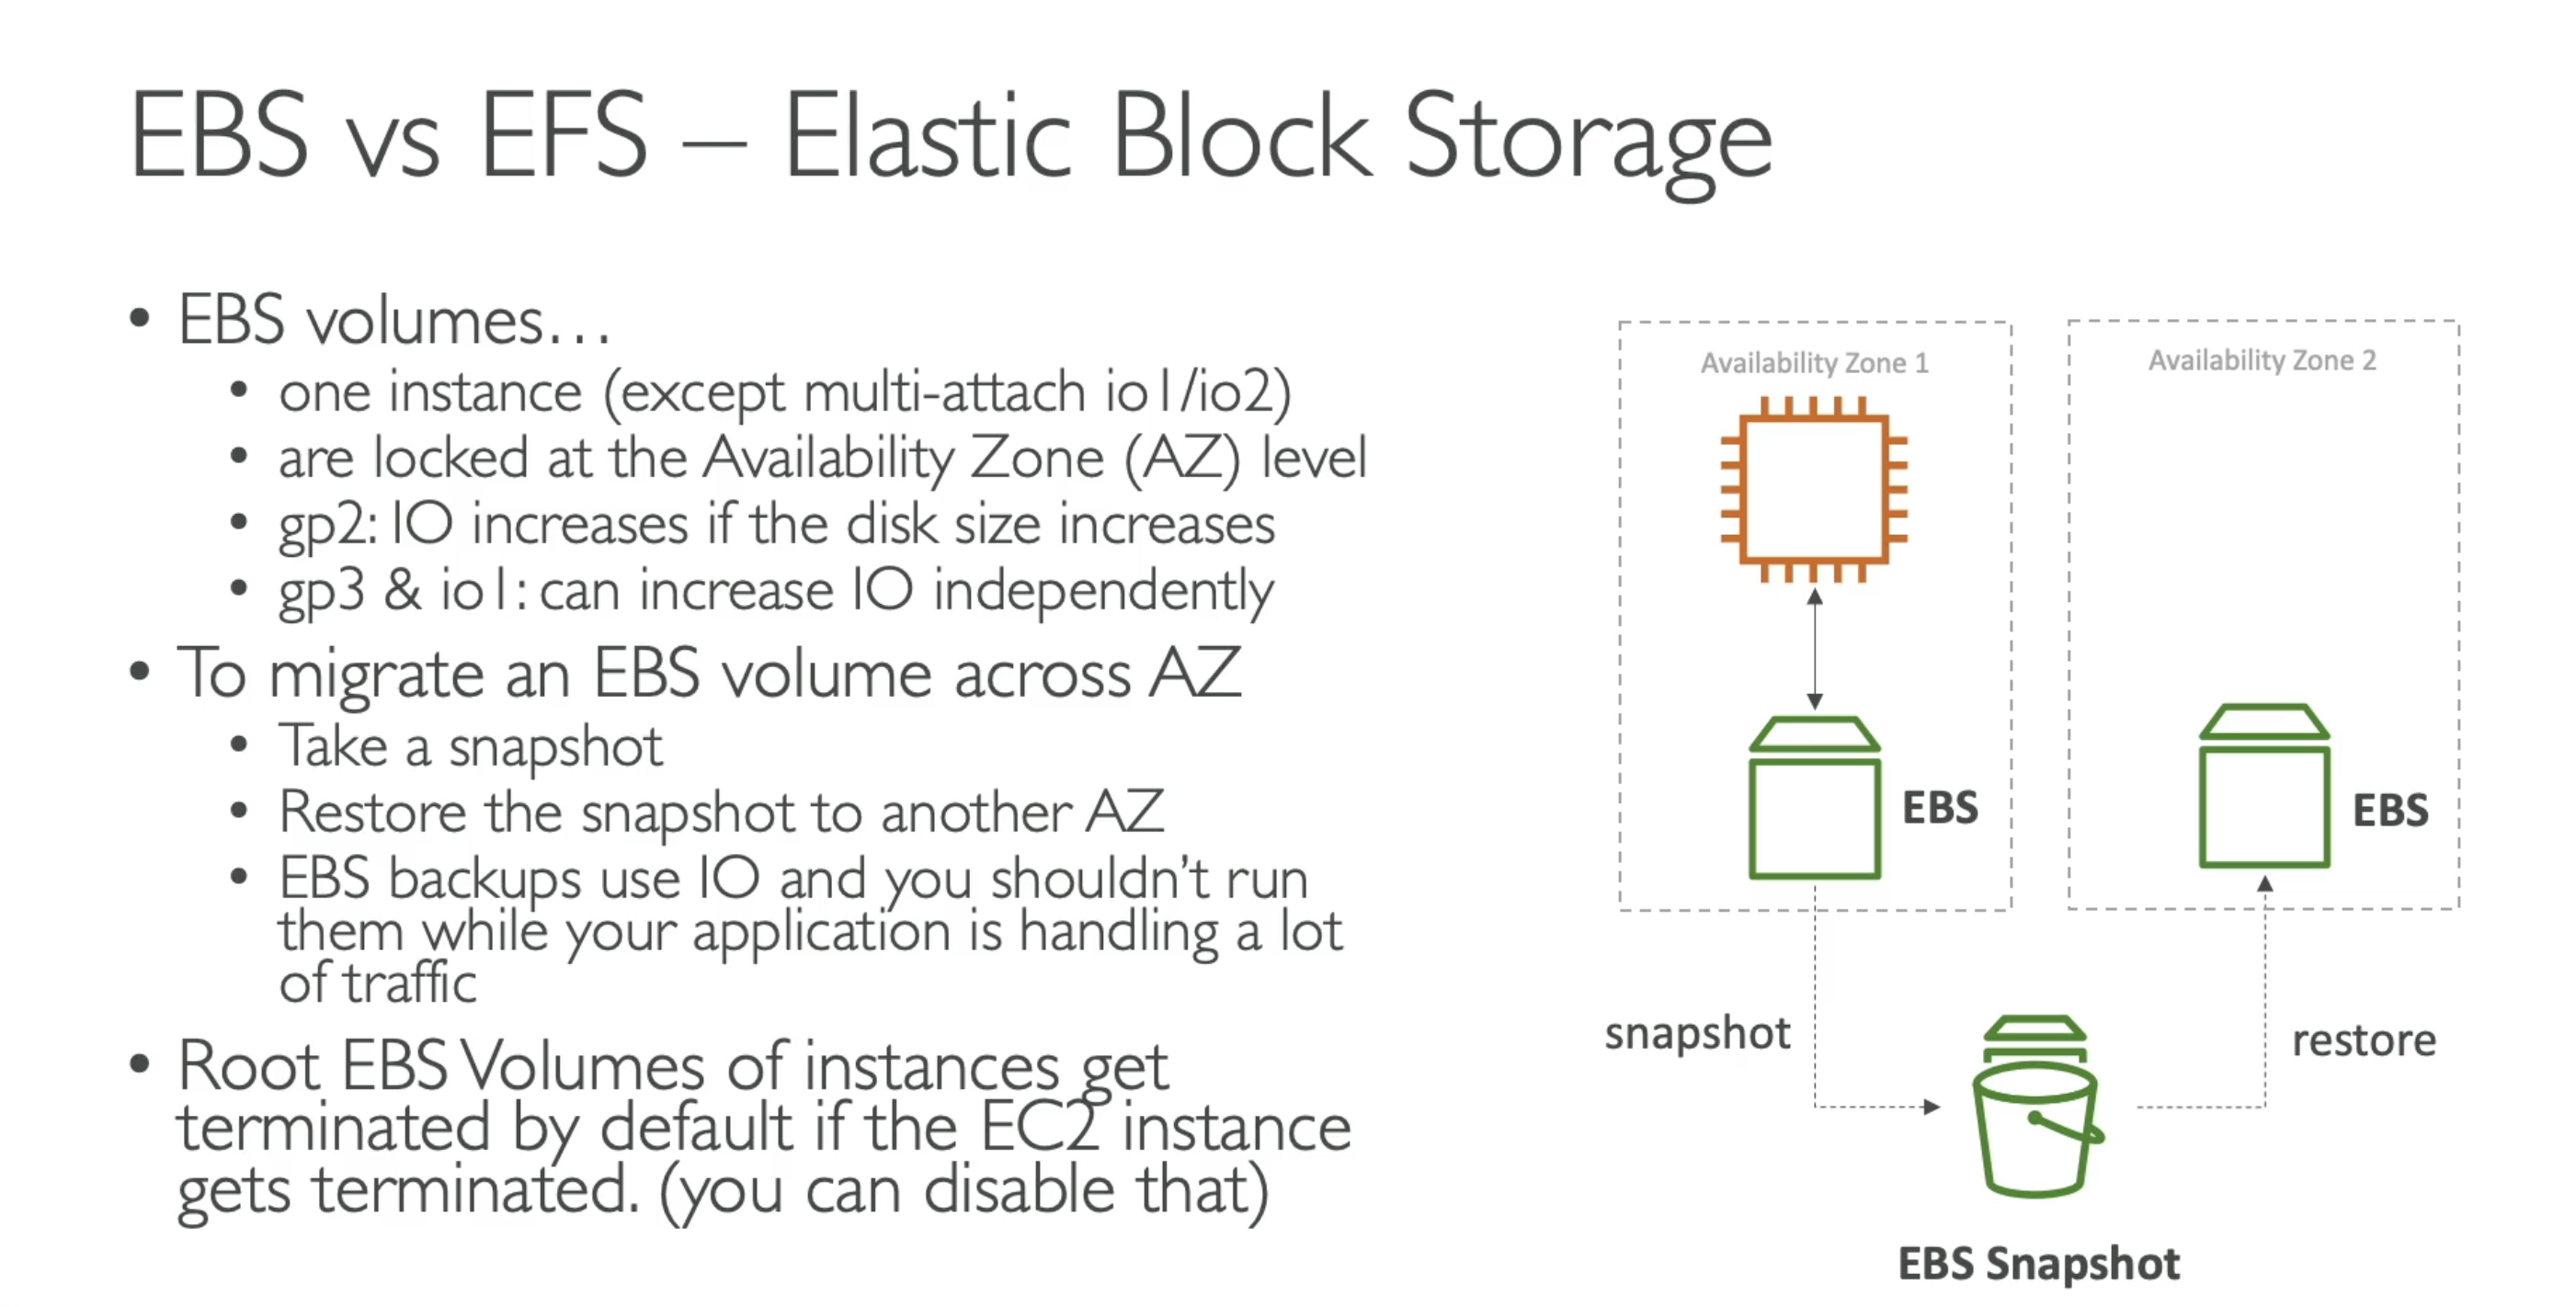 EBS vs EFS – Elastic Block Storage
• EBS volumes…
• one instance (except multi-attach io1/io2)
• are locked at the Availability Zone (AZ) level
• gp2: IO increases if the disk size increases
• gp3 & io1: can increase IO independently
• To migrate an EBS volume across AZ
• Take a snapshot
• Restore the snapshot to another AZ
• EBS backups use IO and you shouldn’t run
them while your application is handling a lot
of traffic
• Root EBS Volumes of instances get
terminated by default if the EC2 instance
gets terminated. (you can disable that)
Availability Zone 1
EBS
Availability Zone 2
EBS
snapshot
restore
EBS Snapshot